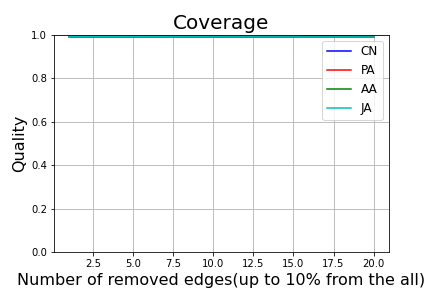 Coverage
1.0
0.8
0.6
0.4
0.2
0.0
Quality
CN
PA
AA
JA
2.5 5.0 7.5 10.0 12.5 15.0 17.5 20.0
Number of removed edges(up to 10% from the all)